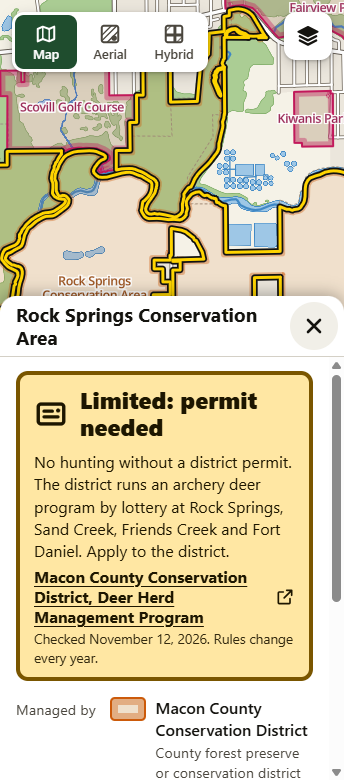 Fairview P
Map
Aerial
Hybrid
Scovill Golf Course
Kiwanis Par
Rock Springs
Conservation Area
Rock Springs Conservation
Area
Limited: permit
needed
No hunting without a district permit.
The district runs an archery deer
program by lottery at Rock Springs,
Sand Creek, Friends Creek and Fort
Daniel. Apply to the district.
Macon County Conservation
District, Deer Herd
Management Program
Checked November 12, 2026. Rules change
every year.
Managed by
Macon County
Conservation District
County forest preserve
or conservation district